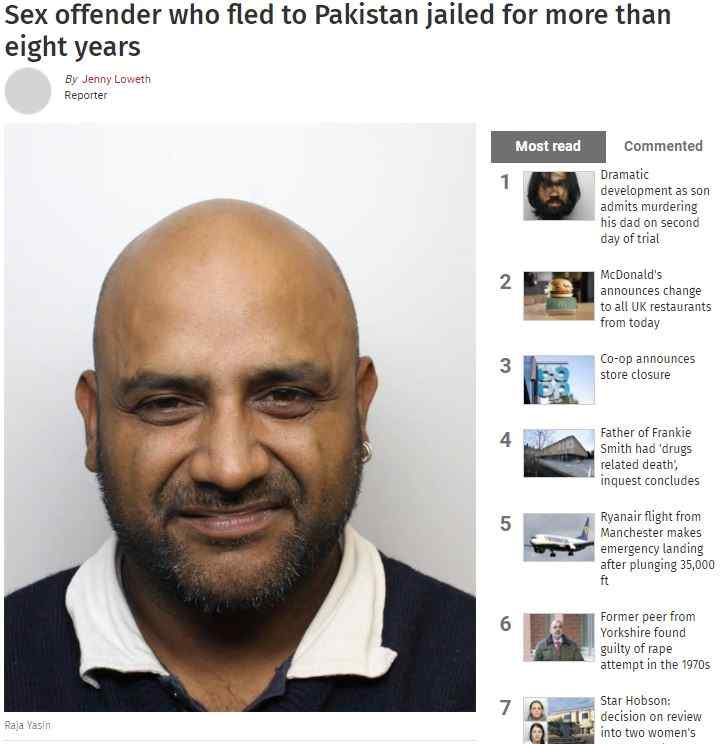 Sex offender who fled to Pakistan jailed for more than
eight years
By Jenny Loweth
Reporter
Most read
Commented
1
Dramatic
development as son
admits murdering
his dad on second
day of trial
2
McDonald's
announces change
to all UK restaurants
from today
3
Co-op announces
store closure
4
Father of Frankie
Smith had 'drugs
related death',
inquest concludes
5
Ryanair flight from
Manchester makes
emergency landing
after plunging 35,000
ft
6
Former peer from
Yorkshire found
guilty of rape
attempt in the 1970s
7
Star Hobson:
decision on review
into two women's
Raja Yasin